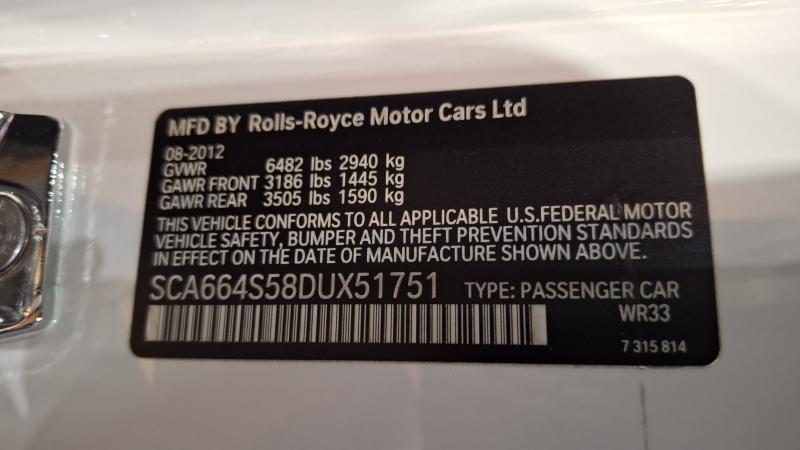 MFD BY Rolls-Royce Motor Cars Ltd
08-2012
GVWR 6482 lbs 2940 kg
GAWR FRONT 3186 lbs 1445 kg
GAWR REAR 3505 lbs 1590 kg
THIS VEHICLE CONFORMS TO ALL APPLICABLE U.S.FEDERAL MOTOR
VEHICLE SAFETY, BUMPER AND THEFT PREVENTION STANDARDS
IN EFFECT ON THE DATE OF MANUFACTURE SHOWN ABOVE.
SCA664S58DUX51751 TYPE: PASSENGER CAR
WR33
7 315 814